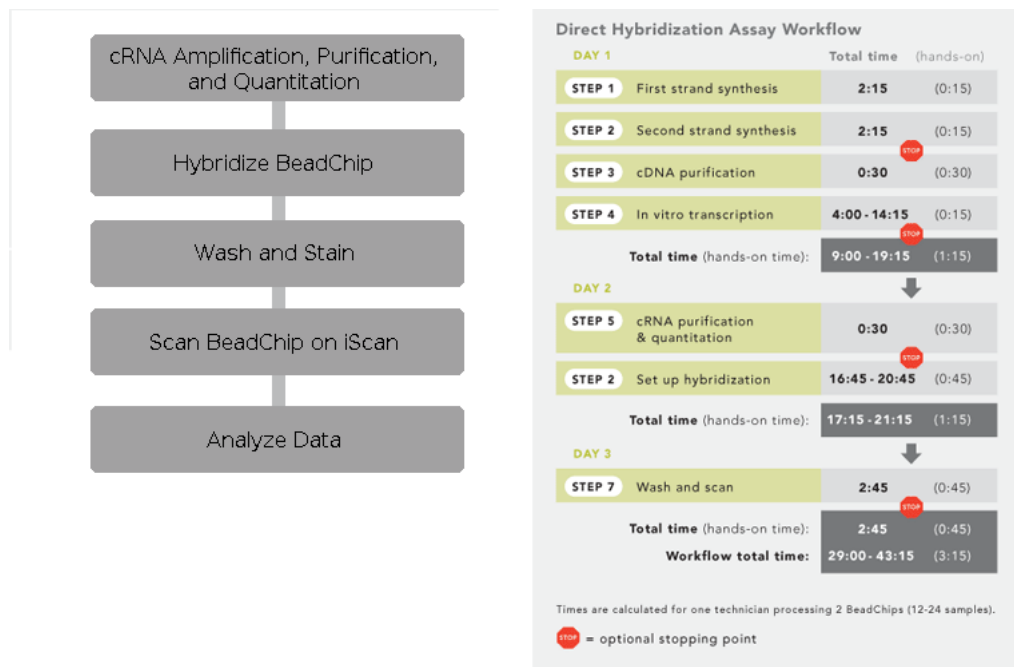 cRNA Amplification, Purification,
and Quantitation
Hybridize BeadChip
Wash and Stain
Scan BeadChip on iScan
Analyze Data
Direct Hybridization Assay Workflow
DAY 1 Total time (hands-on)
STEP 1 First strand synthesis 2:15 (0:15)
STEP 2 Second strand synthesis 2:15 (0:15)
STOP
STEP 3 cDNA purification 0:30 (0:30)
STEP 4 In vitro transcription 4:00 - 14:15 (0:15)
STOP
Total time (hands-on time): 9:00 - 19:15 (1:15)
DAY 2
STEP 5 cRNA purification
& quantitation 0:30 (0:30)
STOP
STEP 2 Set up hybridization 16:45 - 20:45 (0:45)
Total time (hands-on time): 17:15 - 21:15 (1:15)
DAY 3
STEP 7 Wash and scan 2:45 (0:45)
STOP
Total time (hands-on time): 2:45 (0:45)
Workflow total time: 29:00 - 43:15 (3:15)
Times are calculated for one technician processing 2 BeadChips (12-24 samples).
STOP = optional stopping point